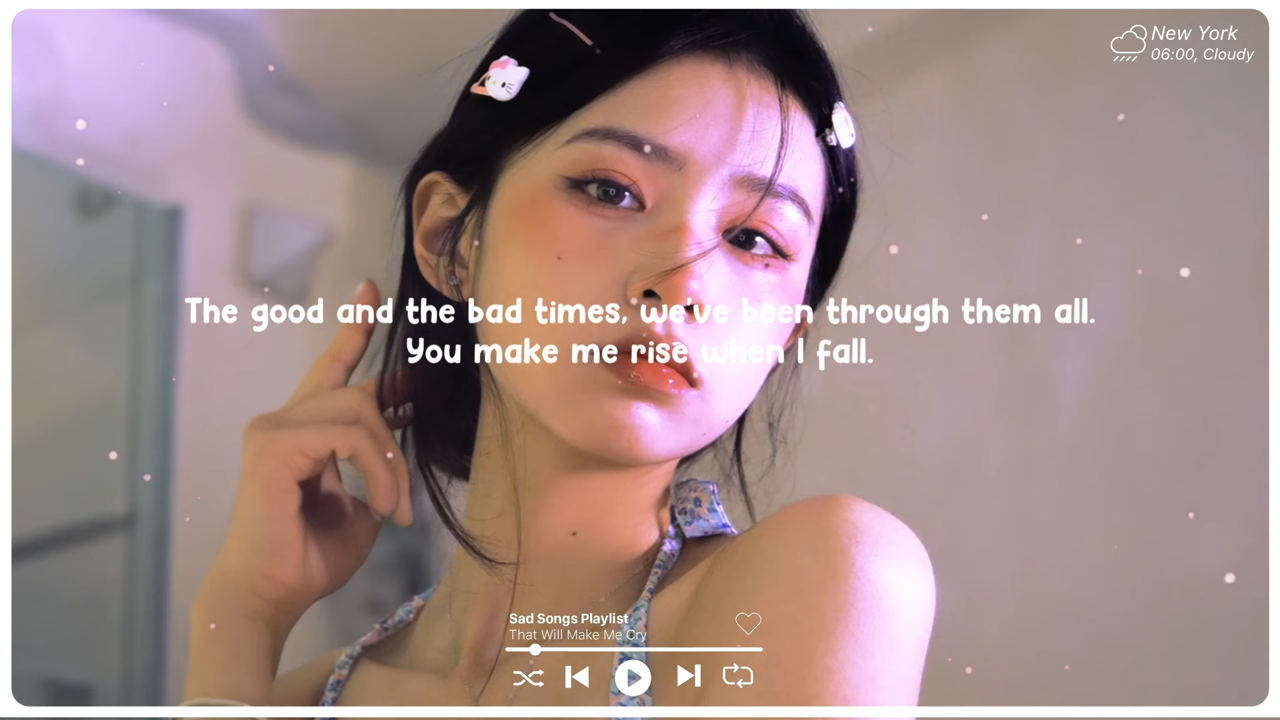 New York
06:00, Cloudy
The good and the bad times, we've been through them all.
You make me rise when I fall.
Sad Songs Playlist
That Will Make Me Cry